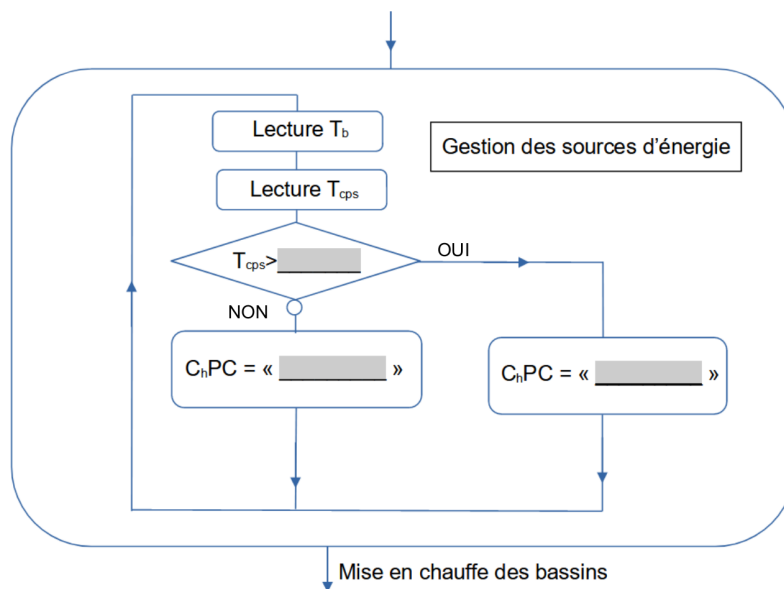 Lecture Tb
Gestion des sources d'énergie
Lecture Tcps
Tcps>
OUI
NON
ChPC = « »
ChPC = « »
Mise en chauffe des bassins